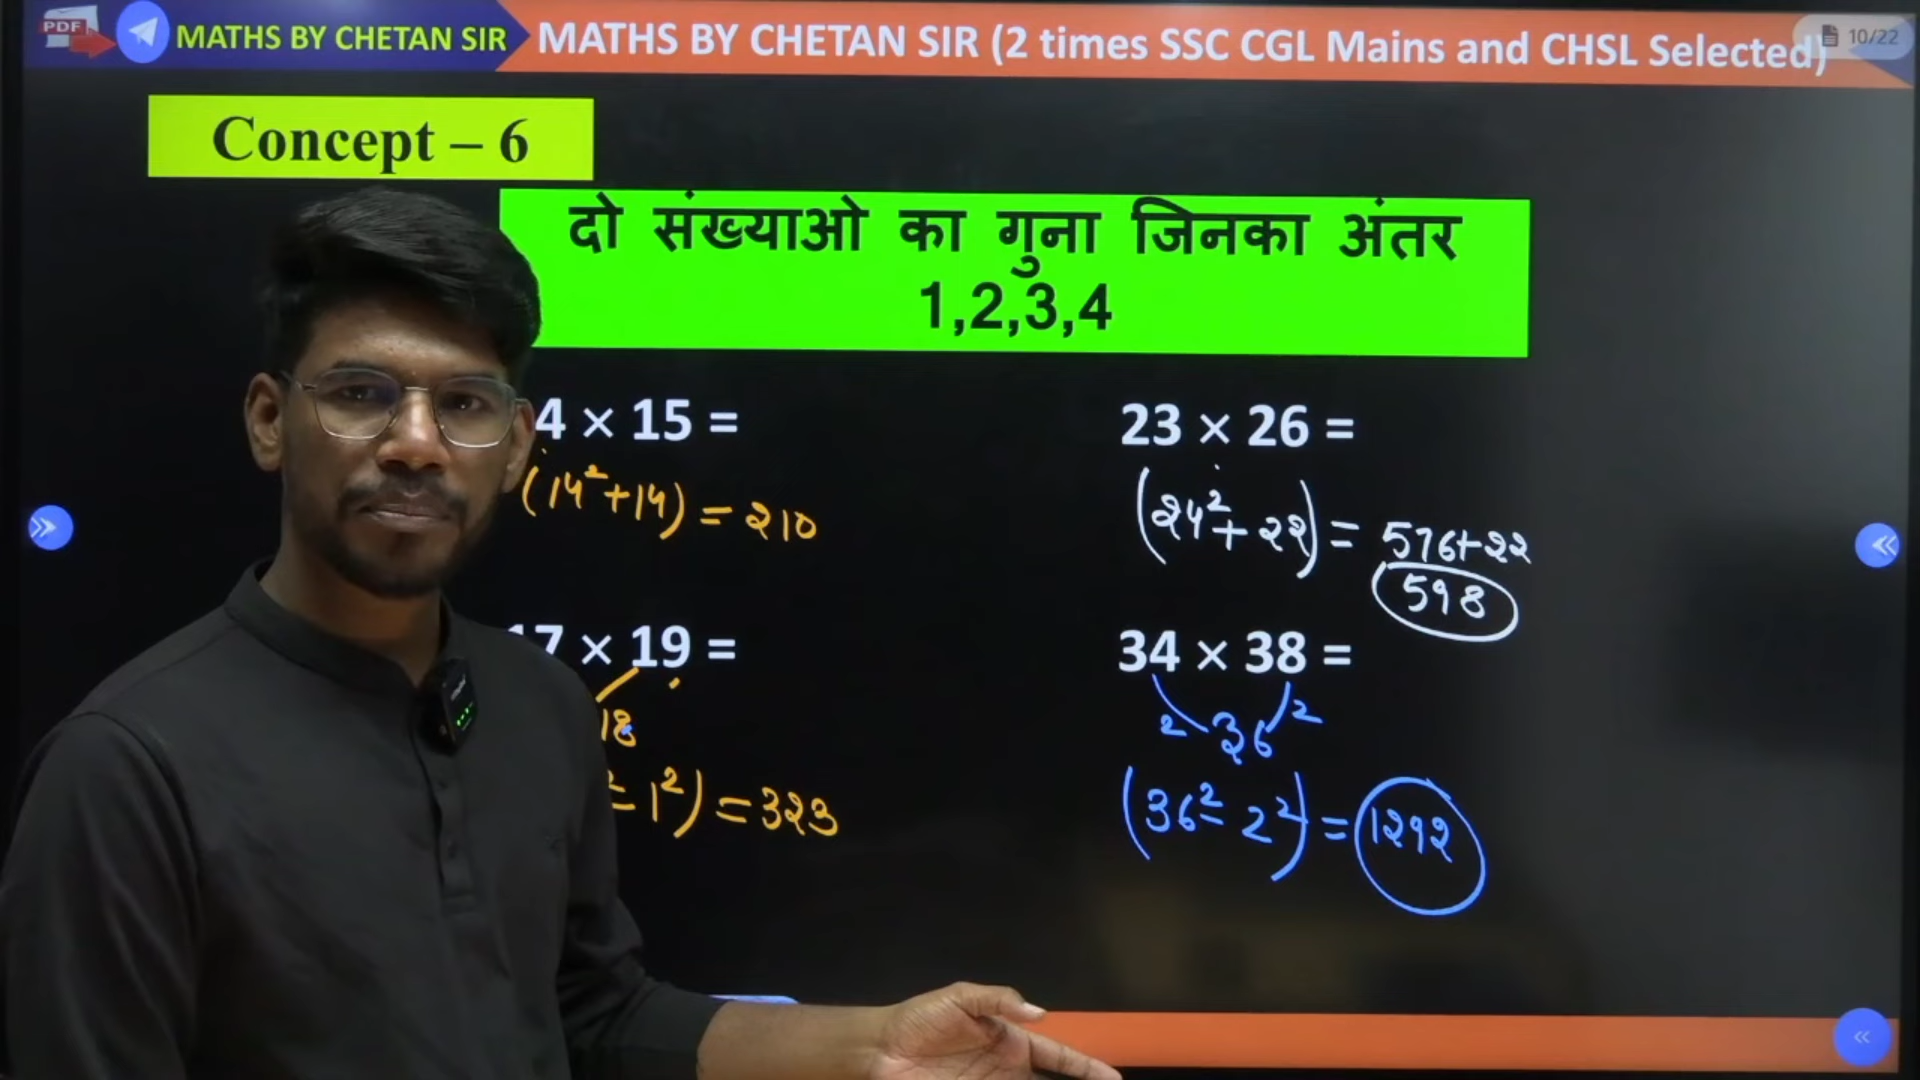 PDF MATHS BY CHETAN SIR MATHS BY CHETAN SIR (2 times SSC CGL Mains and CHSL Selected) 10/22
Concept – 6
दो संख्याओ का गुना जिनका अंतर
1,2,3,4
4 × 15 =
(14²+14) = 210
23 × 26 =
(24²+22) = 576+22
598
17 × 19 =
18
² - 1²) = 323
34 × 38 =
2 36 2
(36² - 2²) = 1292